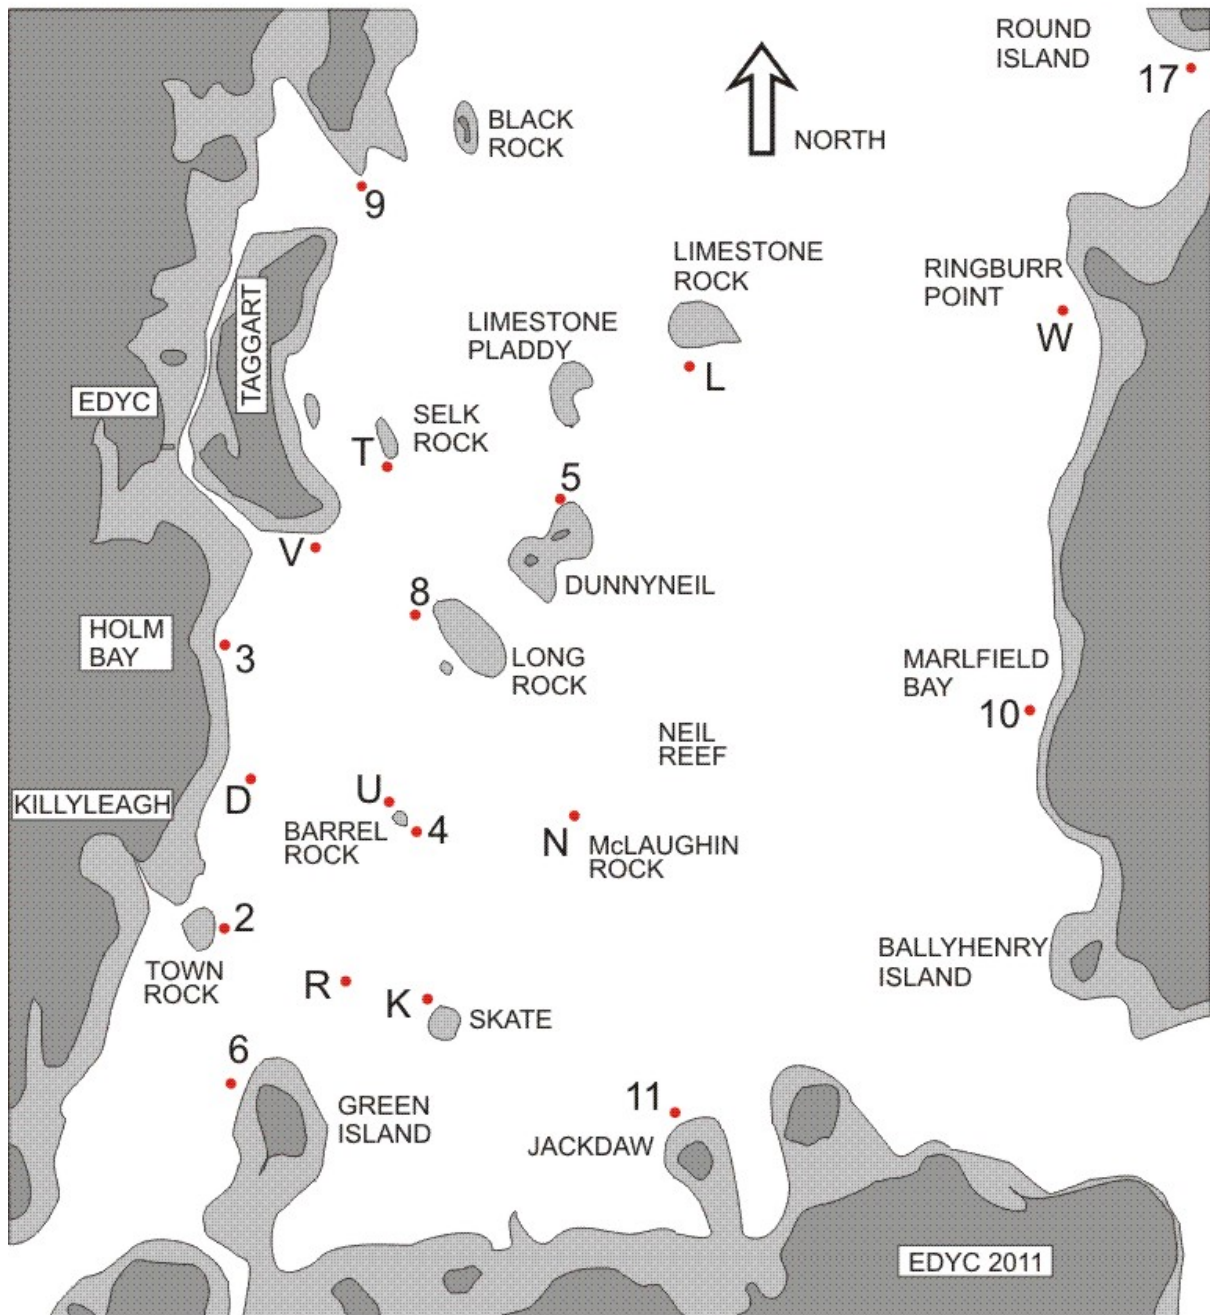 ROUND
ISLAND
17
BLACK
ROCK
NORTH
9
LIMESTONE
ROCK
RINGBURR
POINT
TAGGART
LIMESTONE
PLADDY
W
L
EDYC
SELK
ROCK
T
5
V
DUNNYNEIL
8
HOLM
BAY
3
LONG
ROCK
MARLFIELD
BAY
10
NEIL
REEF
KILLYLEAGH
D
U
BARREL
ROCK
4
N
McLAUGHIN
ROCK
2
TOWN
ROCK
BALLYHENRY
ISLAND
R
K
SKATE
6
GREEN
ISLAND
11
JACKDAW
EDYC 2011